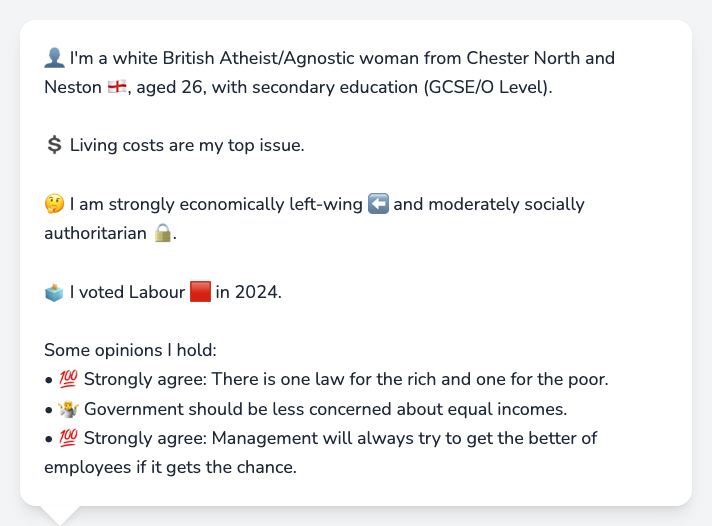 👤 I'm a white British Atheist/Agnostic woman from Chester North and
Neston 🏴󠁧󠁢󠁥󠁮󠁧󠁿, aged 26, with secondary education (GCSE/O Level).
💲 Living costs are my top issue.
🤔 I am strongly economically left-wing ⬅️ and moderately socially
authoritarian 🔒.
🗳️ I voted Labour 🟥 in 2024.
Some opinions I hold:
• 💯 Strongly agree: There is one law for the rich and one for the poor.
• 🤷 Government should be less concerned about equal incomes.
• 💯 Strongly agree: Management will always try to get the better of
employees if it gets the chance.